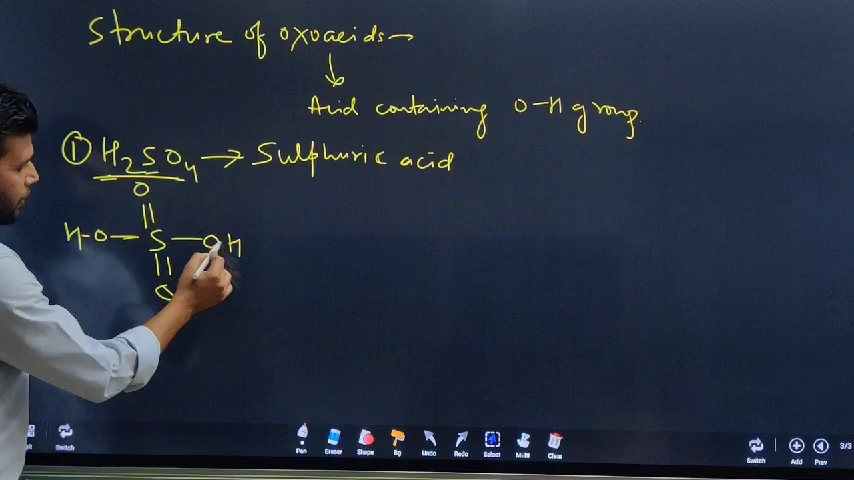 Structure of oxoacids →
↓
Acid containing O-H group.
① H2SO4 → Sulphuric acid
O
||
H-O — S — OH
||
O
Switch Pen Eraser Shape Bg Undo Redo Select Multi Clear Switch Add Prev 3/3